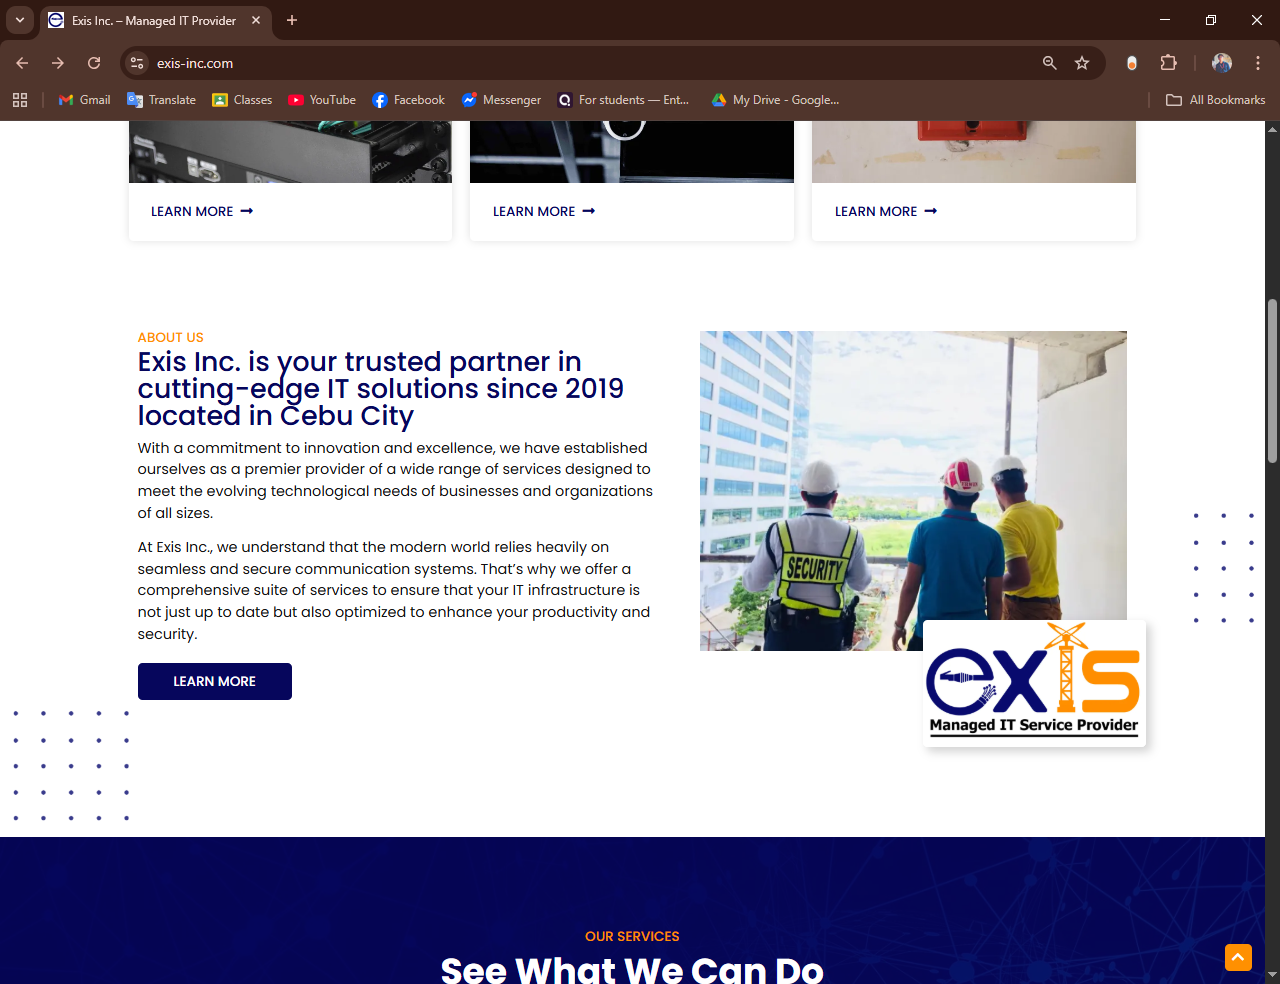 Exis Inc. – Managed IT Provider
exis-inc.com
Gmail
Translate
Classes
YouTube
Facebook
Messenger
For students — Ent...
My Drive - Google...
All Bookmarks
LEARN MORE
LEARN MORE
LEARN MORE
ABOUT US
Exis Inc. is your trusted partner in
cutting-edge IT solutions since 2019
located in Cebu City
With a commitment to innovation and excellence, we have established
ourselves as a premier provider of a wide range of services designed to
meet the evolving technological needs of businesses and organizations
of all sizes.
At Exis Inc., we understand that the modern world relies heavily on
seamless and secure communication systems. That's why we offer a
comprehensive suite of services to ensure that your IT infrastructure is
not just up to date but also optimized to enhance your productivity and
security.
LEARN MORE
SECURITY
exis
Managed IT Service Provider
OUR SERVICES
See What We Can Do